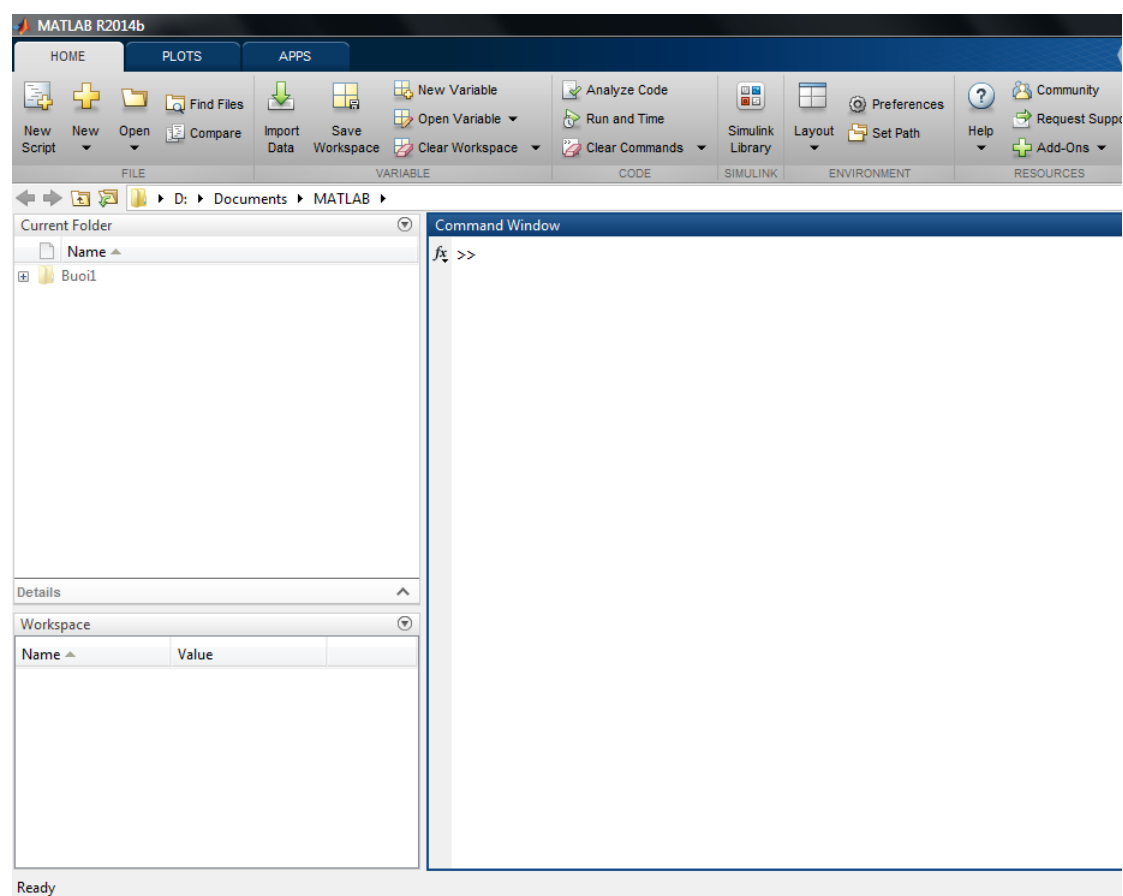 MATLAB R2014b
HOME PLOTS APPS
New Script New Open Find Files Compare Import Data Save Workspace New Variable Open Variable Clear Workspace Analyze Code Run and Time Clear Commands Simulink Library Layout Preferences Set Path Help Community Request Suppo Add-Ons
FILE VARIABLE CODE SIMULINK ENVIRONMENT RESOURCES
D: Documents MATLAB
Current Folder
Name
Buoi1
Details
Workspace
Name Value
Command Window
fx >>
Ready